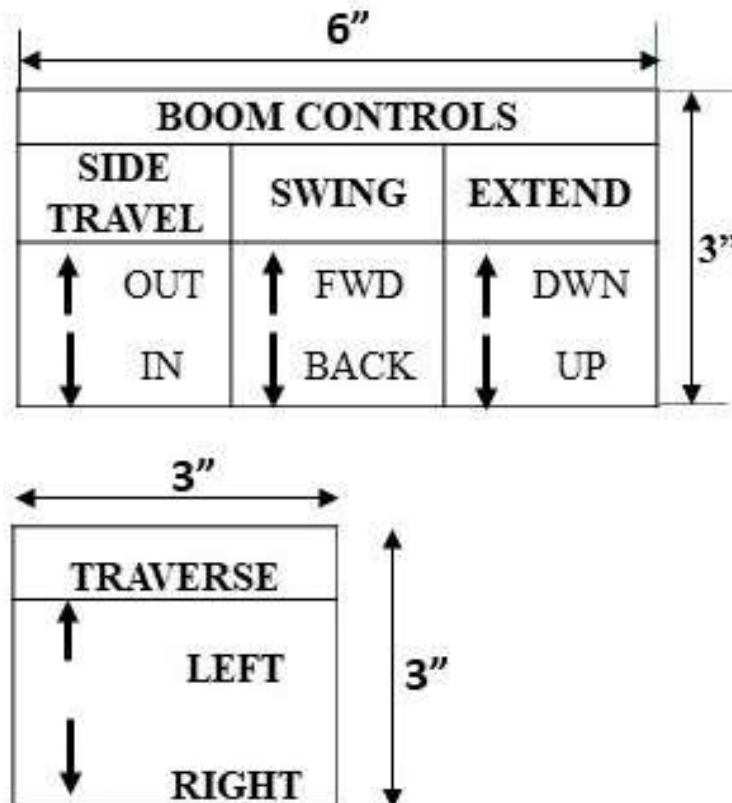 6”
BOOM CONTROLS
SIDE TRAVEL SWING EXTEND
3”
OUT FWD DWN
IN BACK UP
3”
TRAVERSE
LEFT
3”
RIGHT